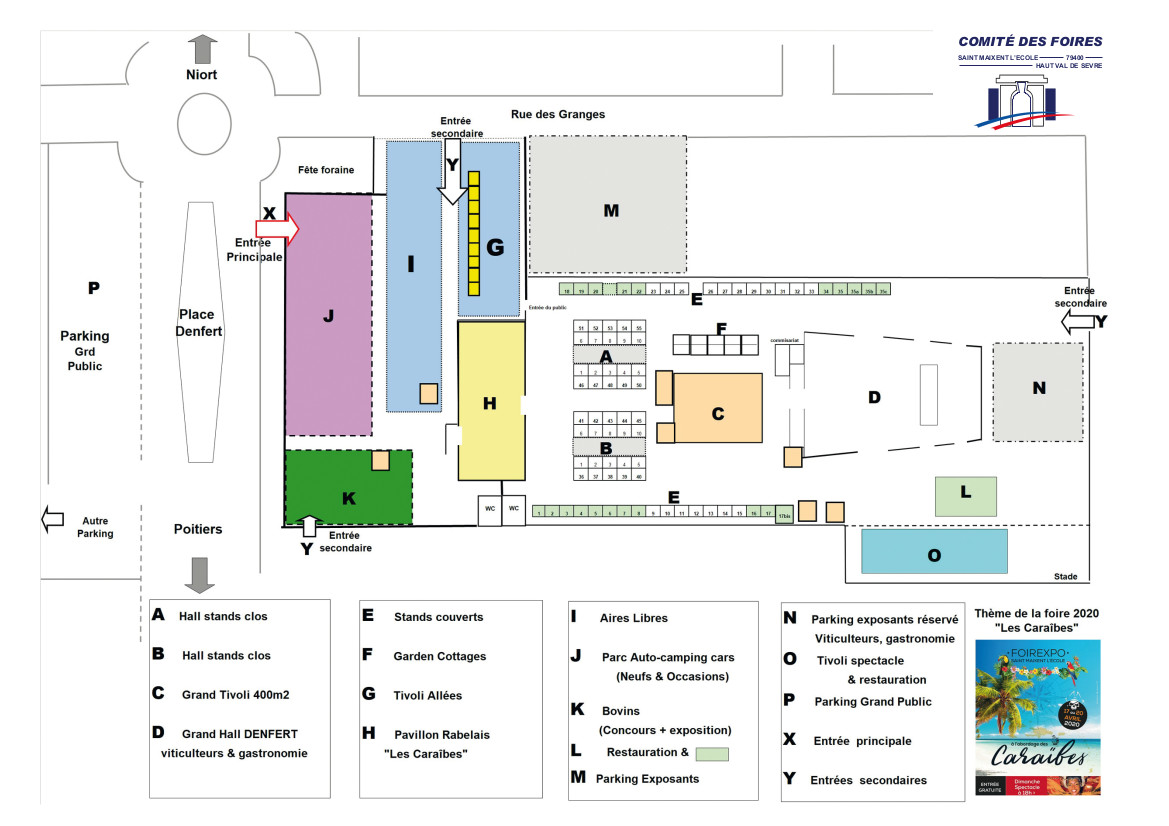 COMITÉ DES FOIRES
SAINT MAIXENT L'ECOLE 79400
HAUT VAL DE SEVRE
Niort
Rue des Granges
Entrée
secondaire
Y
Fête foraine
X
Entrée
Principale
P
Parking
Grd
Public
Place
Denfert
J
I
G
M
Entrée du public
18 19 20 21 22 23 24 25 26 27 28 29 30 31 32 33 34 35 35a 35b 35c
E
Entrée
secondaire
Y
51 52 53 54 55
6 7 8 9 10
A
1 2 3 4 5
46 47 48 49 50
F
commisariat
H
C
D
N
41 42 43 44 45
6 7 8 9 10
B
1 2 3 4 5
36 37 38 39 40
K
L
WC WC
E
1 2 3 4 5 6 7 8 9 10 11 12 13 14 15 16 17 17bis
Autre
Parking
Poitiers
Y
Entrée
secondaire
O
Stade
A Hall stands clos
B Hall stands clos
C Grand Tivoli 400m2
D Grand Hall DENFERT
viticulteurs & gastronomie
E Stands couverts
F Garden Cottages
G Tivoli Allées
H Pavillon Rabelais
"Les Caraïbes"
I Aires Libres
J Parc Auto-camping cars
(Neufs & Occasions)
K Bovins
(Concours + exposition)
L Restauration &
M Parking Exposants
N Parking exposants réservé
Viticulteurs, gastronomie
O Tivoli spectacle
& restauration
P Parking Grand Public
X Entrée principale
Y Entrées secondaires
Thème de la foire 2020
"Les Caraïbes"
FOIREXPO
SAINT MAIXENT L'ÉCOLE
17 au 20
AVRIL
2020
à l'abordage des
Caraïbes
ENTRÉE
GRATUITE
Dimanche
Spectacle
à 18h